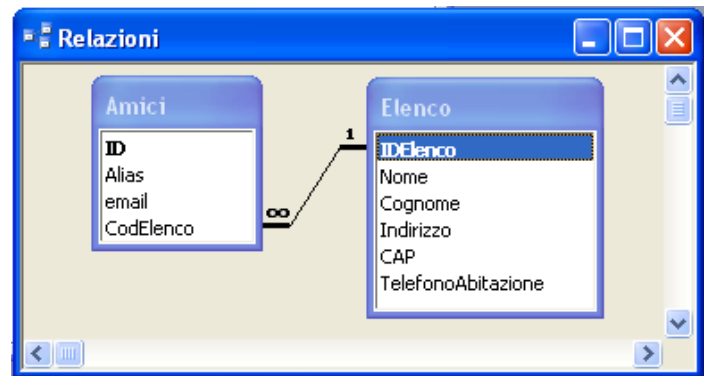 Relazioni
Amici
ID
Alias
email
CodElenco
∞
1
Elenco
IDElenco
Nome
Cognome
Indirizzo
CAP
TelefonoAbitazione